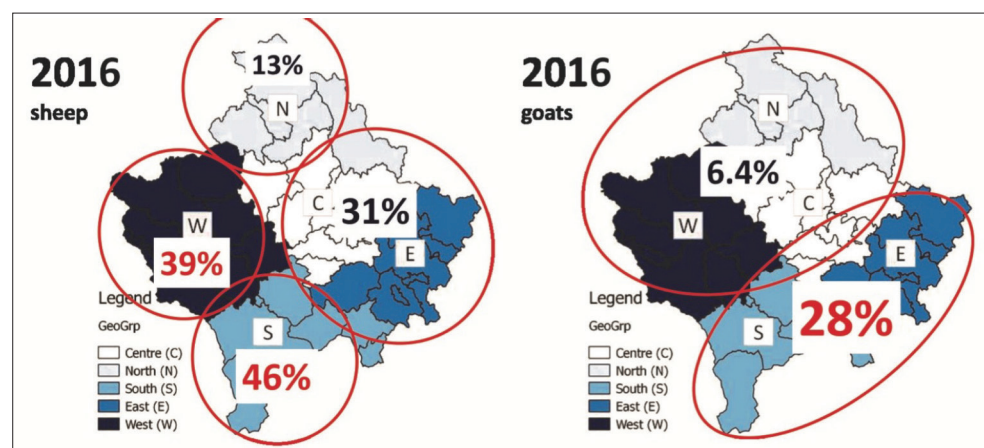 2016
sheep
13%
N
C
31%
W
E
39%
S
46%
Legend
GeoGrp
Centre (C)
North (N)
South (S)
East (E)
West (W)
2016
goats
N
6.4%
C
W
E
28%
S
Legend
GeoGrp
Centre (C)
North (N)
South (S)
East (E)
West (W)